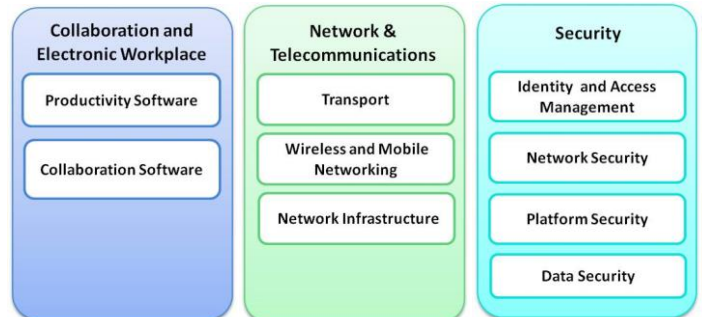 Collaboration and
Electronic Workplace
Productivity Software
Collaboration Software
Network &
Telecommunications
Transport
Wireless and Mobile
Networking
Network Infrastructure
Security
Identity and Access
Management
Network Security
Platform Security
Data Security